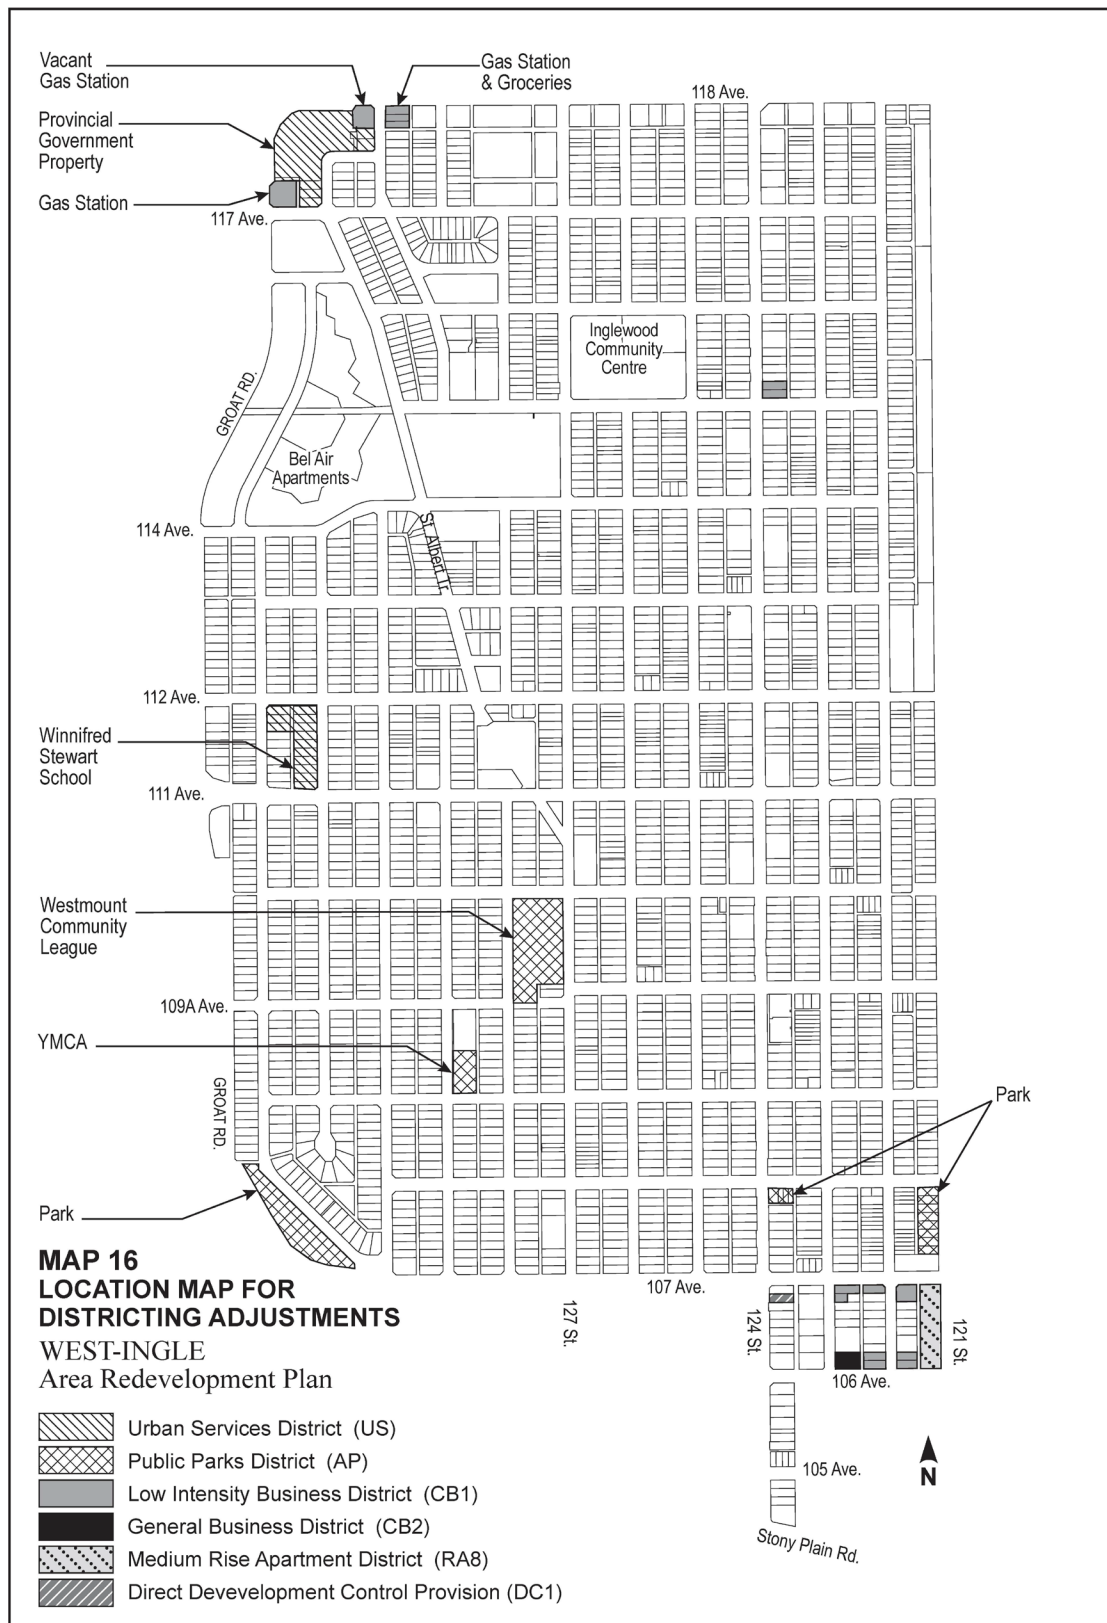 Vacant
Gas Station
Gas Station
& Groceries
118 Ave.
Provincial
Government
Property
Gas Station
117 Ave.
Inglewood
Community
Centre
GROAT RD.
Bel Air
Apartments
114 Ave.
St. Albert Tr.
112 Ave.
Winnifred
Stewart
School
111 Ave.
Westmount
Community
League
109A Ave.
YMCA
GROAT RD.
Park
Park
MAP 16
LOCATION MAP FOR
DISTRICTING ADJUSTMENTS
WEST-INGLE
Area Redevelopment Plan
107 Ave.
127 St.
124 St.
121 St.
106 Ave.
105 Ave.
N
Stony Plain Rd.
Urban Services District (US)
Public Parks District (AP)
Low Intensity Business District (CB1)
General Business District (CB2)
Medium Rise Apartment District (RA8)
Direct Devevelopment Control Provision (DC1)